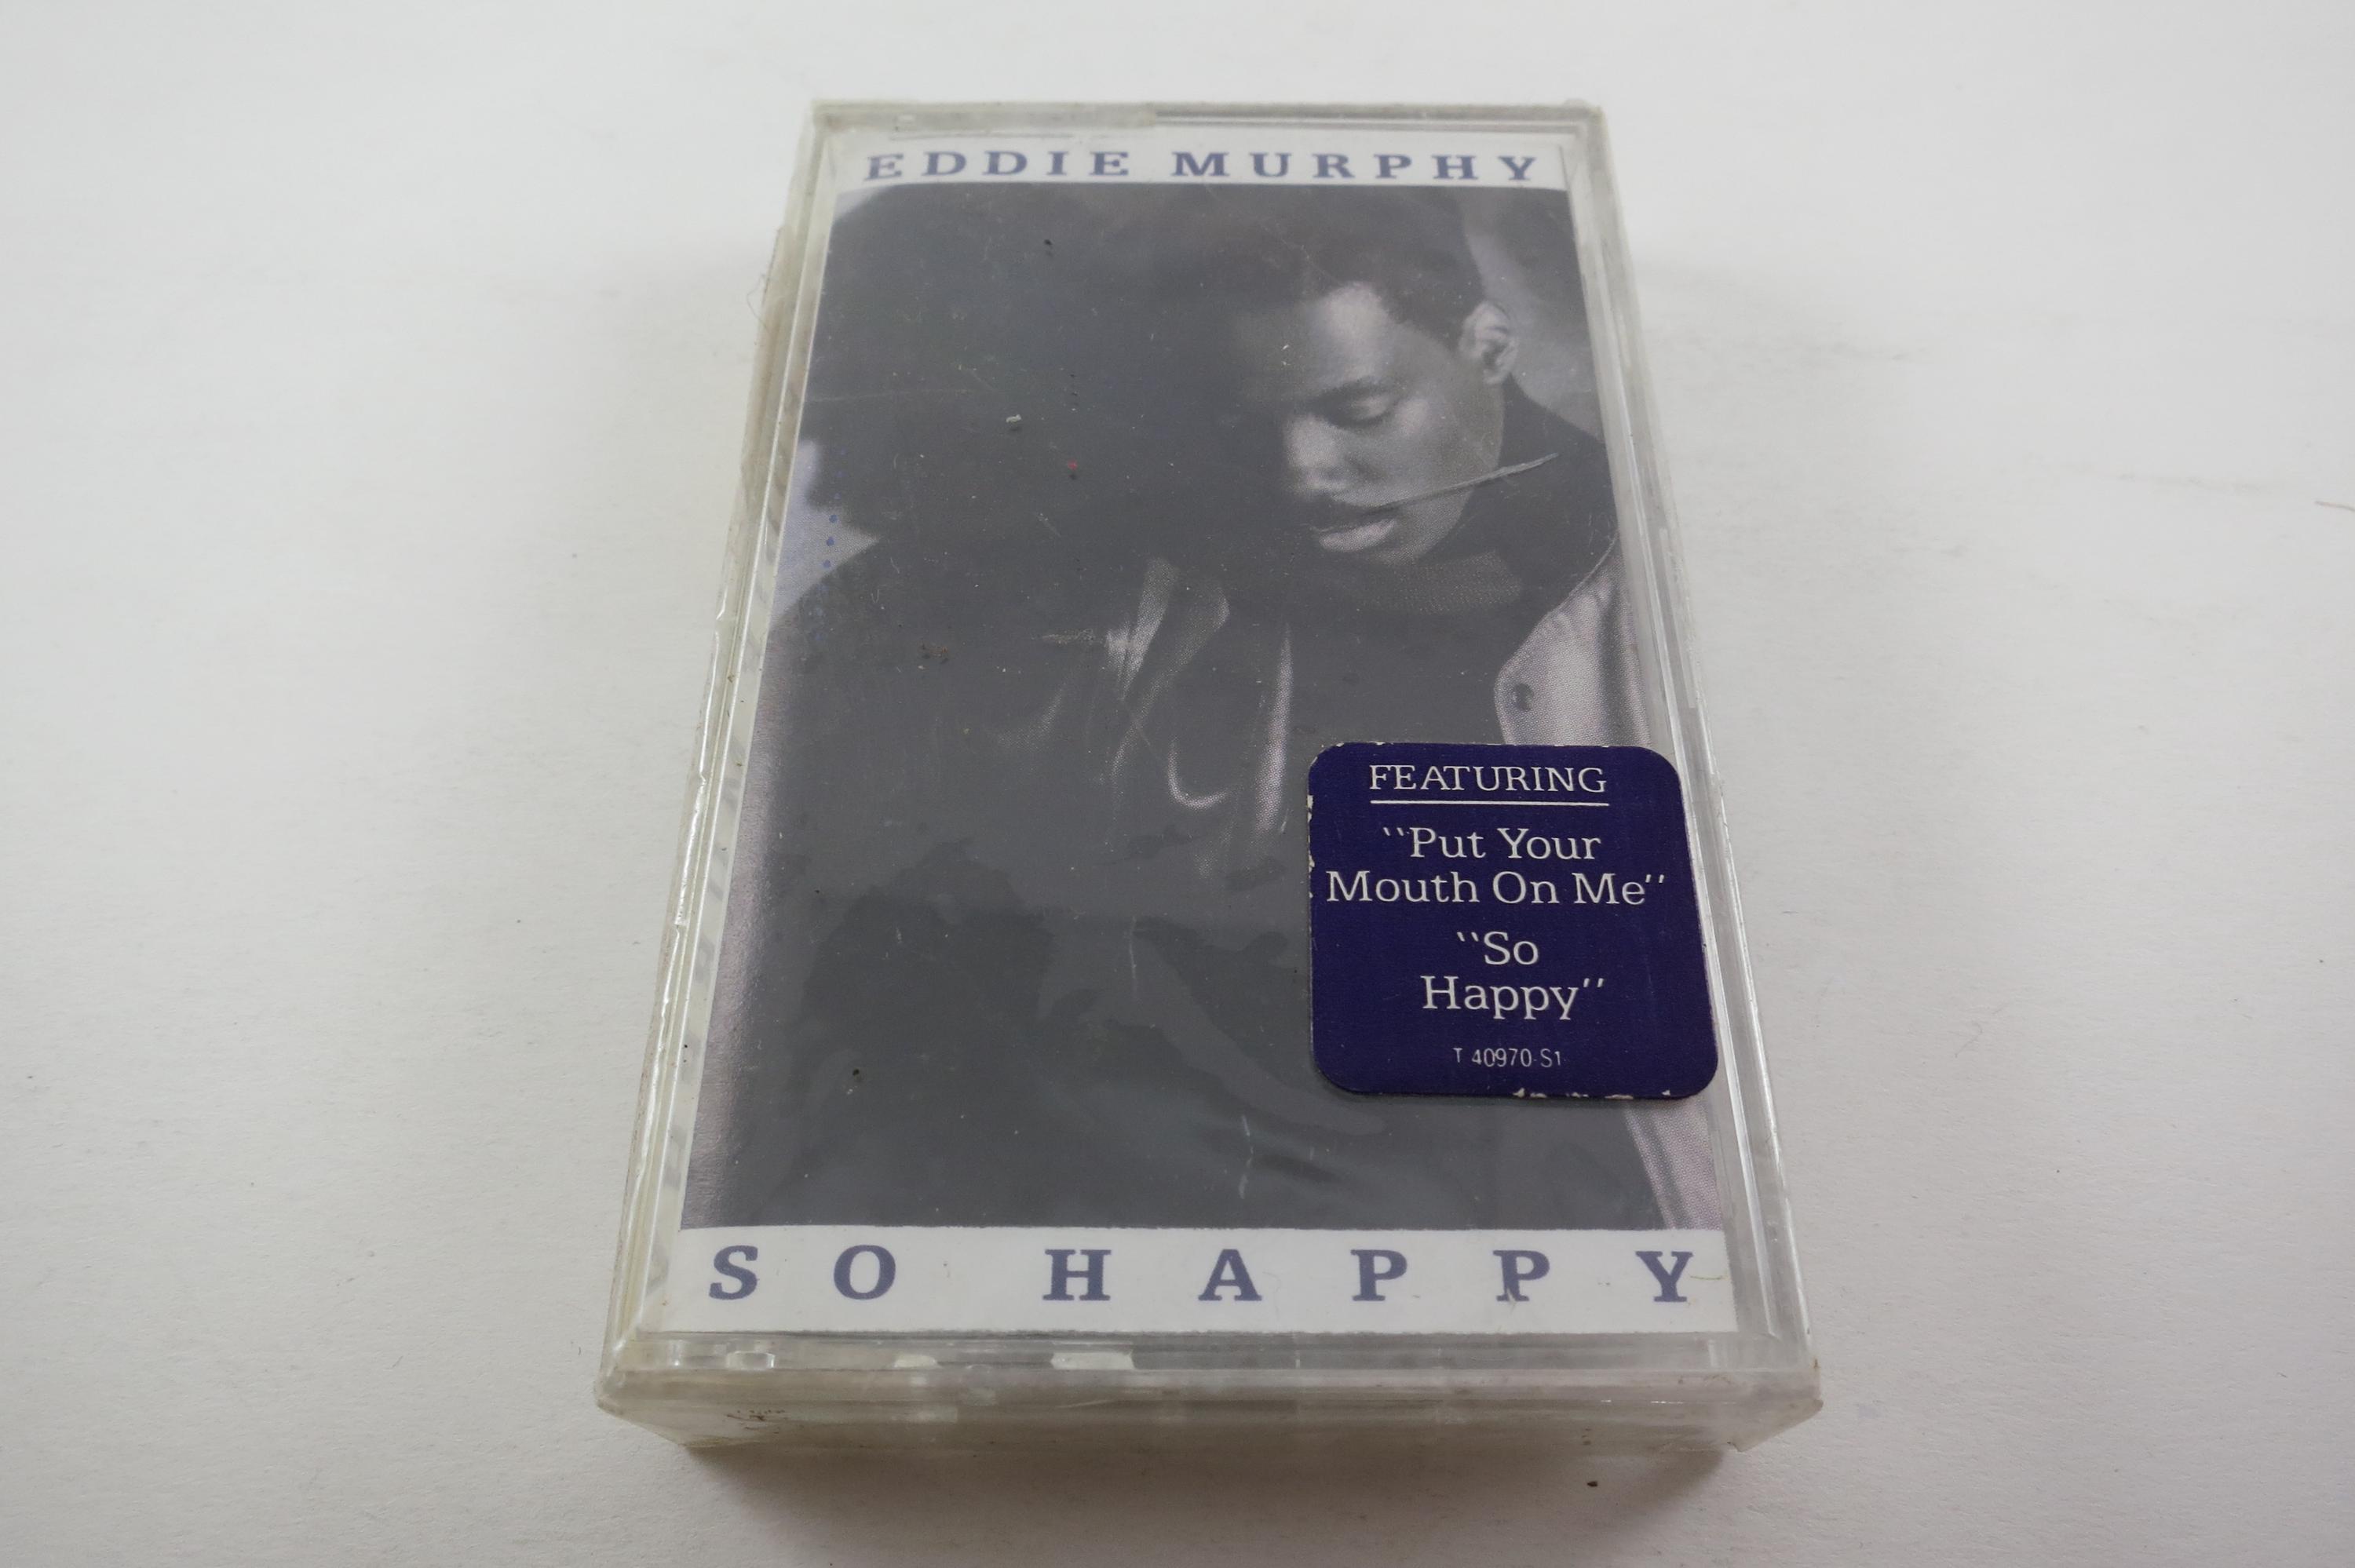 EDDIE MURPHY
FEATURING
"Put Your
Mouth On Me"
"So
Happy"
T 40970-S1
SO HAPPY